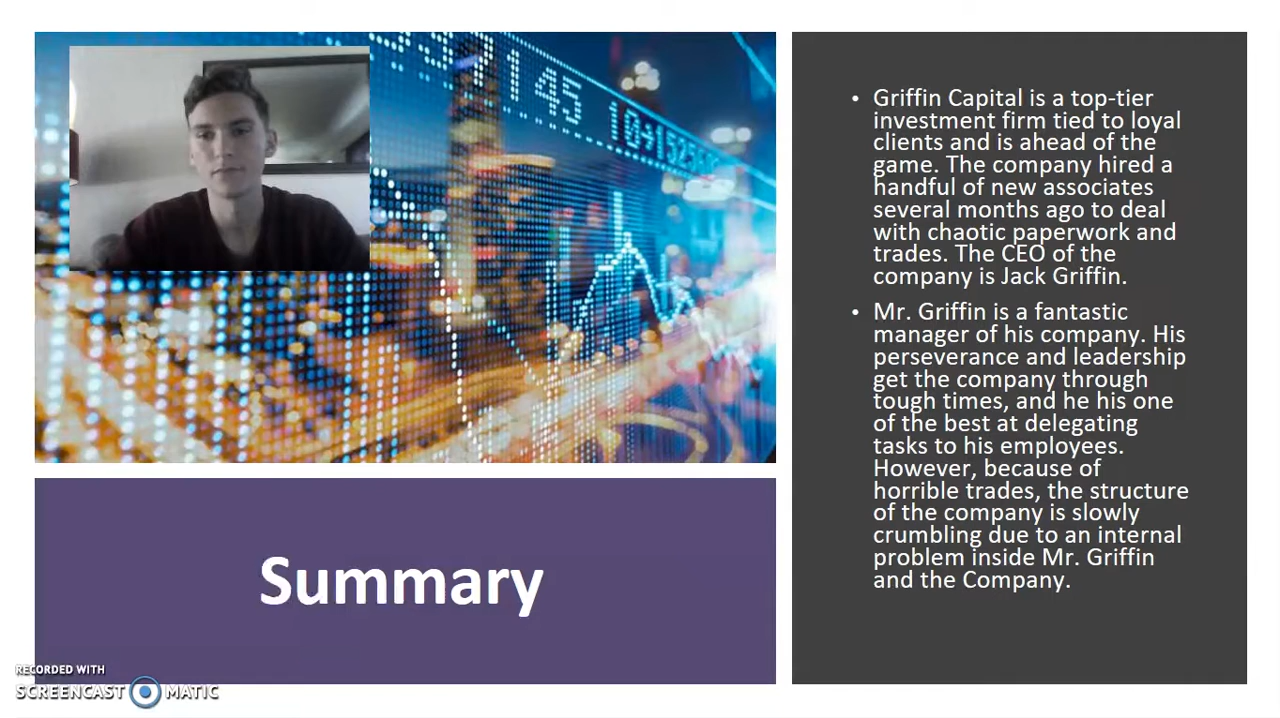 145
• Griffin Capital is a top-tier
investment firm tied to loyal
clients and is ahead of the
game. The company hired a
handful of new associates
several months ago to deal
with chaotic paperwork and
trades. The CEO of the
company is Jack Griffin.
• Mr. Griffin is a fantastic
manager of his company. His
perseverance and leadership
get the company through
tough times, and he his one
of the best at delegating
tasks to his employees.
However, because of
horrible trades, the structure
of the company is slowly
crumbling due to an internal
problem inside Mr. Griffin
and the Company.
Summary
RECORDED WITH
SCREENCAST MATIC